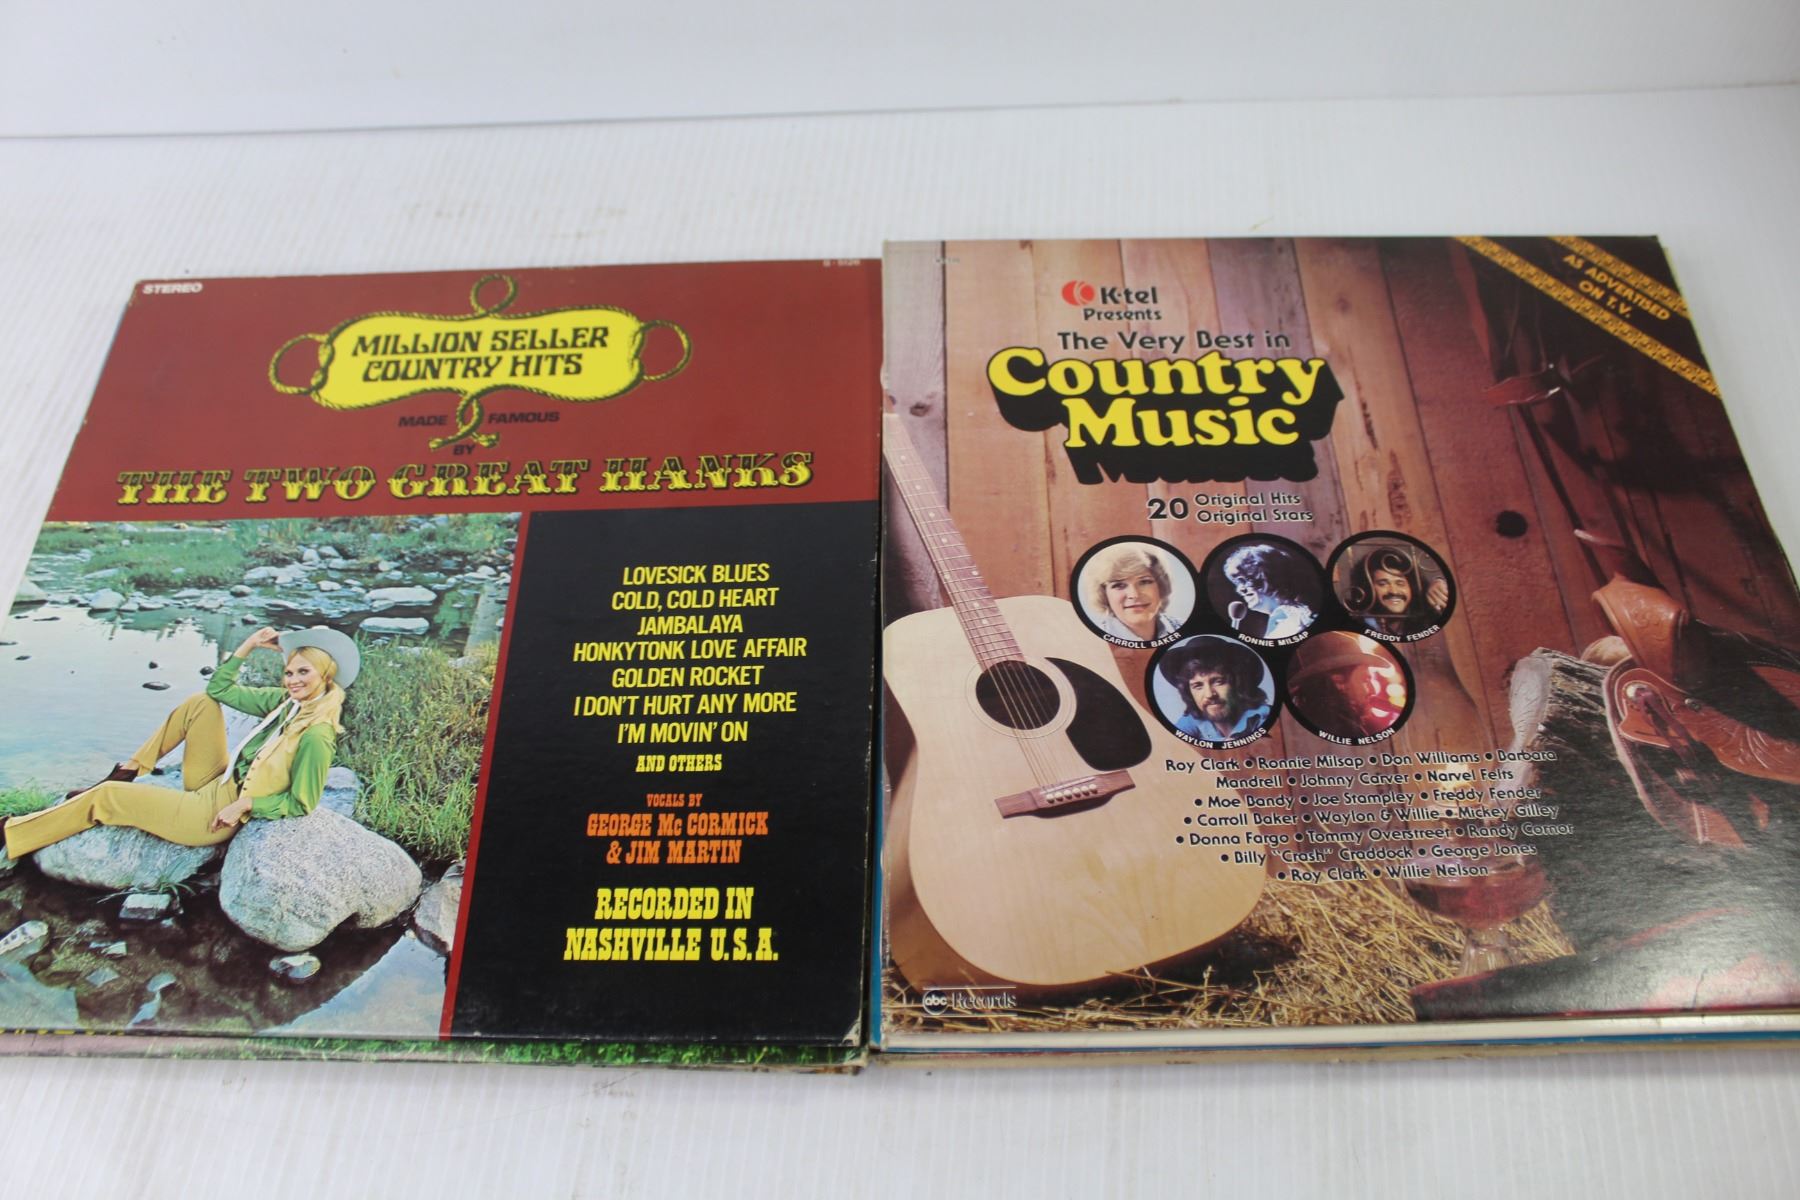 STEREO
S-5126
MILLION SELLER
COUNTRY HITS
MADE FAMOUS
BY
THE TWO GREAT HANKS
LOVESICK BLUES
COLD, COLD HEART
JAMBALAYA
HONKYTONK LOVE AFFAIR
GOLDEN ROCKET
I DON'T HURT ANY MORE
I'M MOVIN' ON
AND OTHERS
VOCALS BY
GEORGE Mc CORMICK
& JIM MARTIN
RECORDED IN
NASHVILLE U.S.A.
K-tel
Presents
The Very Best in
Country
Music
20 Original Hits
Original Stars
AS ADVERTISED
ON T.V.
CARROLL BAKER
RONNIE MILSAP
FREDDY FENDER
WAYLON JENNINGS
WILLIE NELSON
Roy Clark • Ronnie Milsap • Don Williams • Barbara
Mandrell • Johnny Carver • Narvel Felts
• Moe Bandy • Joe Stampley • Freddy Fender
• Carroll Baker • Waylon & Willie • Mickey Gilley
• Donna Fargo • Tommy Overstreet • Randy Cornor
• Billy "Crash" Craddock • George Jones
• Roy Clark • Willie Nelson
abc Records